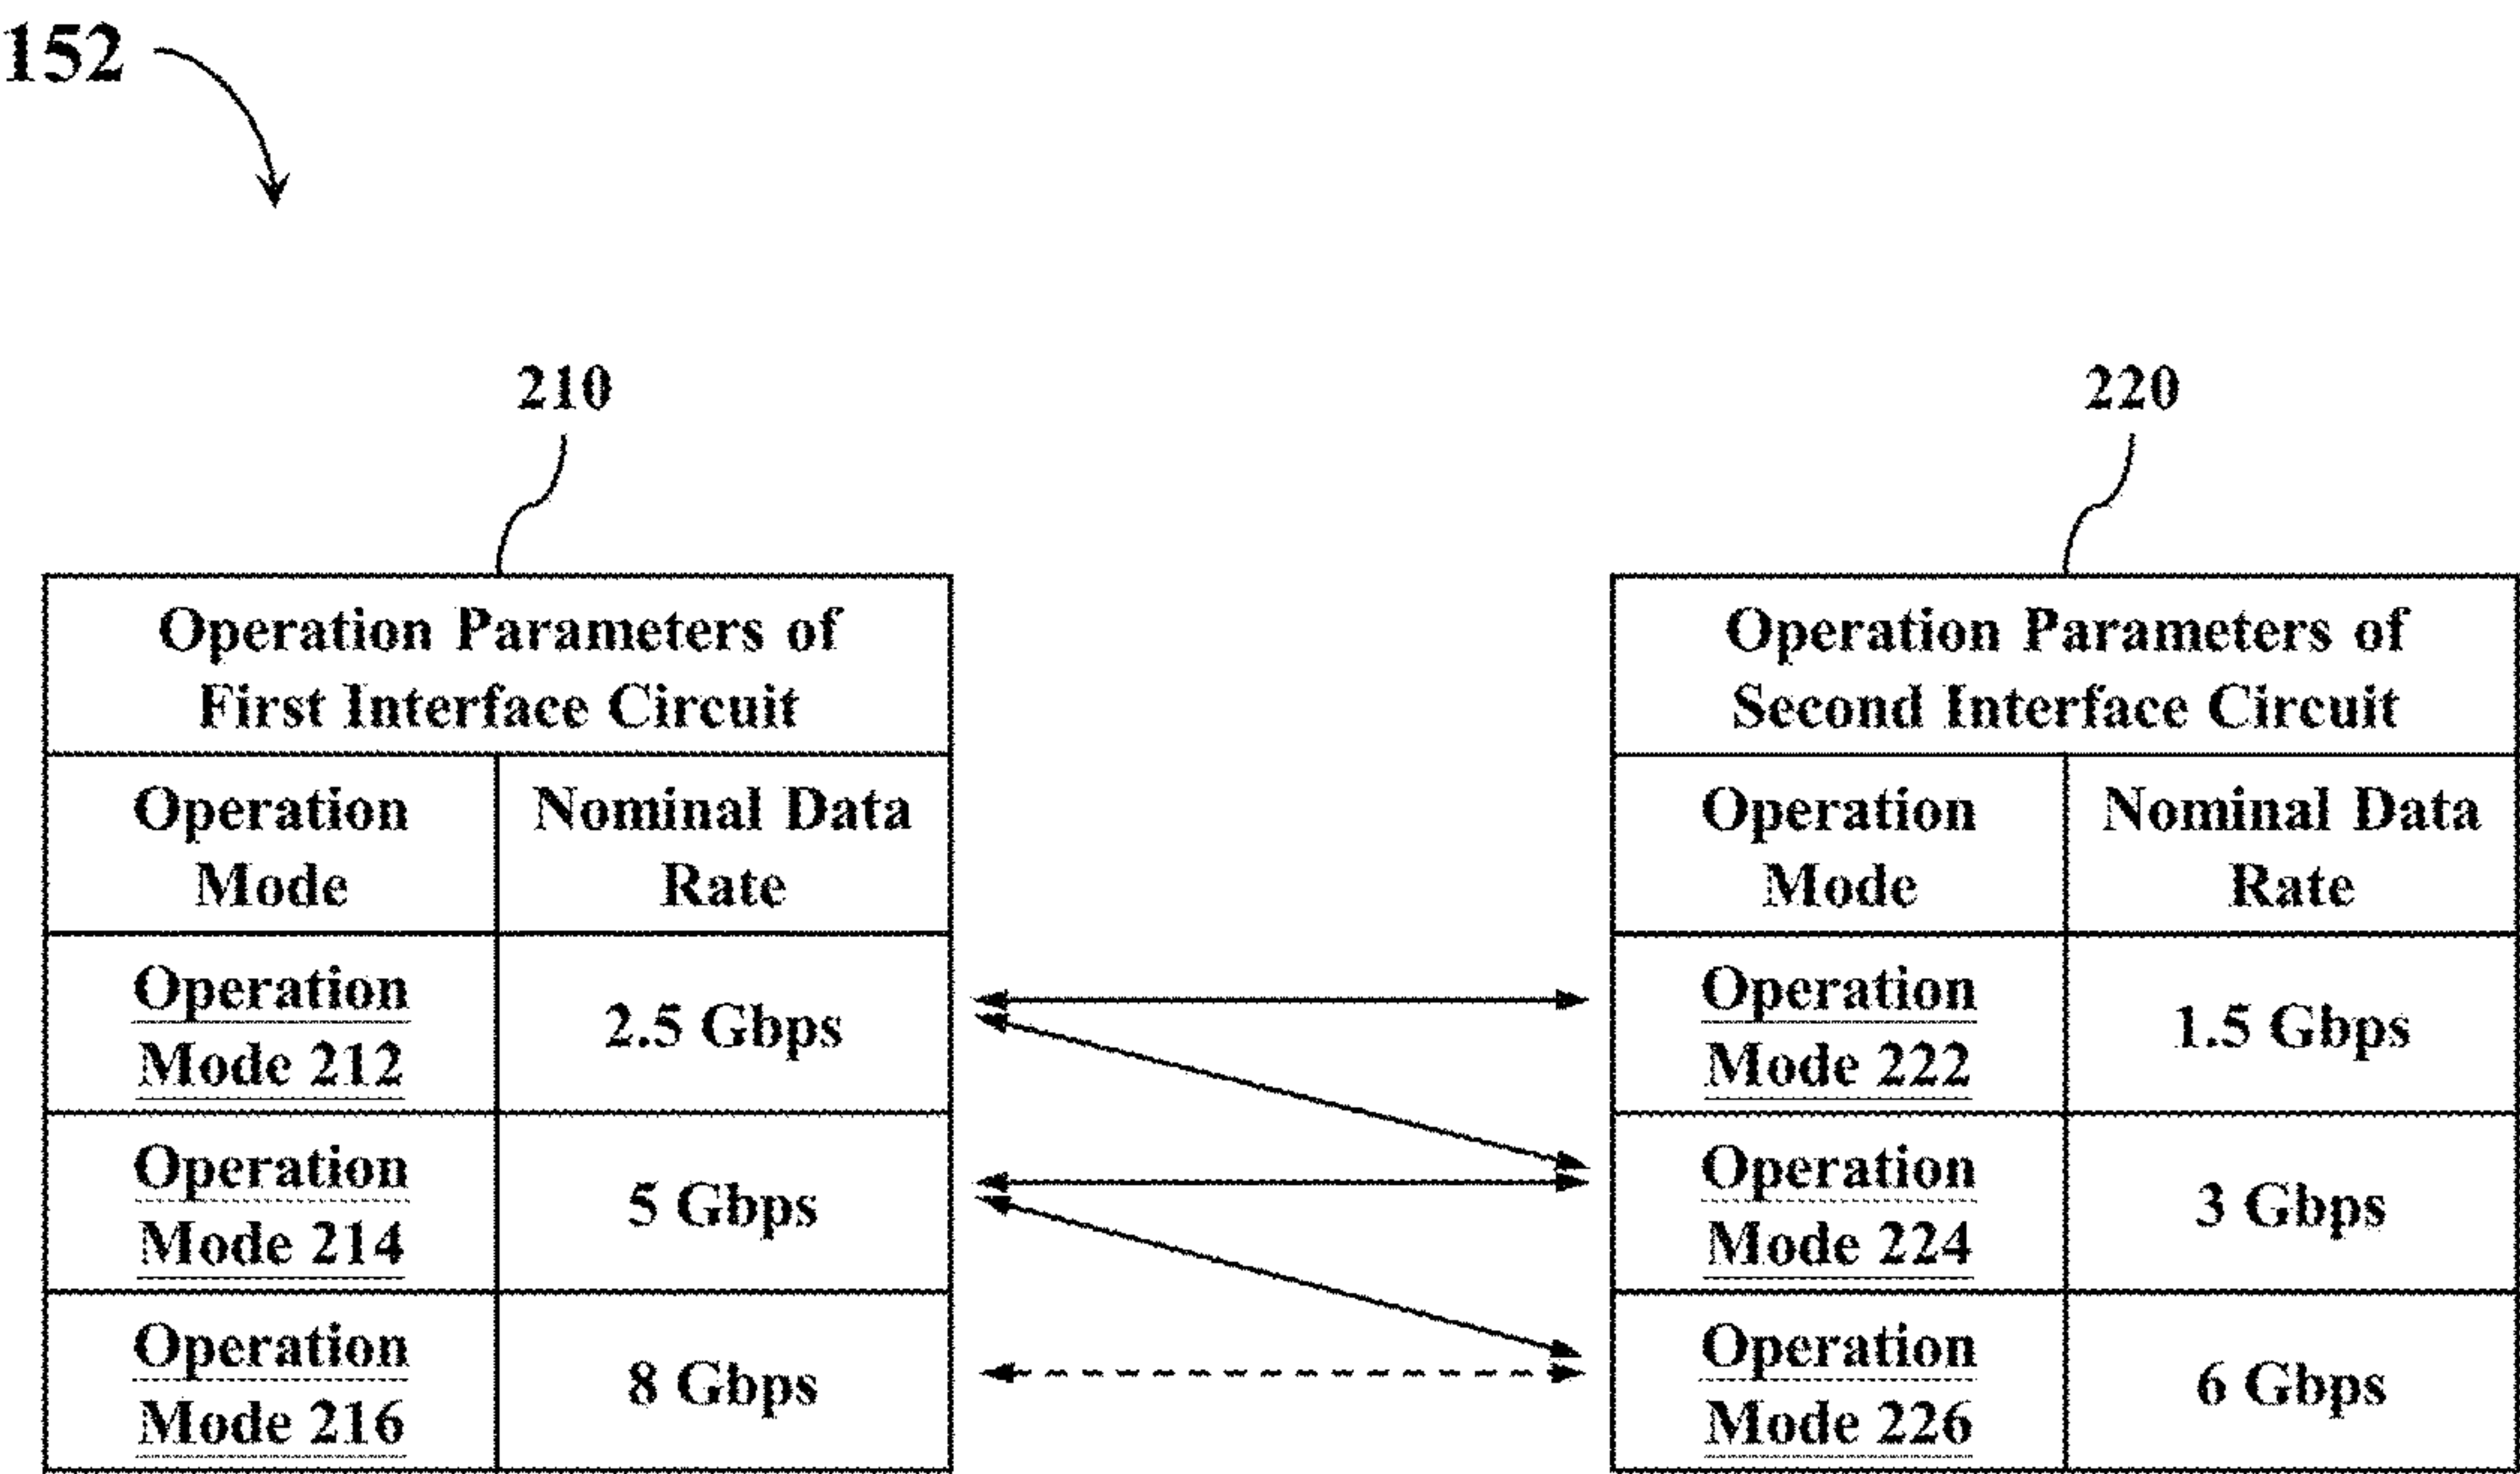 152
210
220
Operation Parameters of
First Interface Circuit
Operation
Mode
Nominal Data
Rate
Operation
Mode 212
2.5 Gbps
Operation
Mode 214
5 Gbps
Operation
Mode 216
8 Gbps
Operation Parameters of
Second Interface Circuit
Operation
Mode
Nominal Data
Rate
Operation
Mode 222
1.5 Gbps
Operation
Mode 224
3 Gbps
Operation
Mode 226
6 Gbps